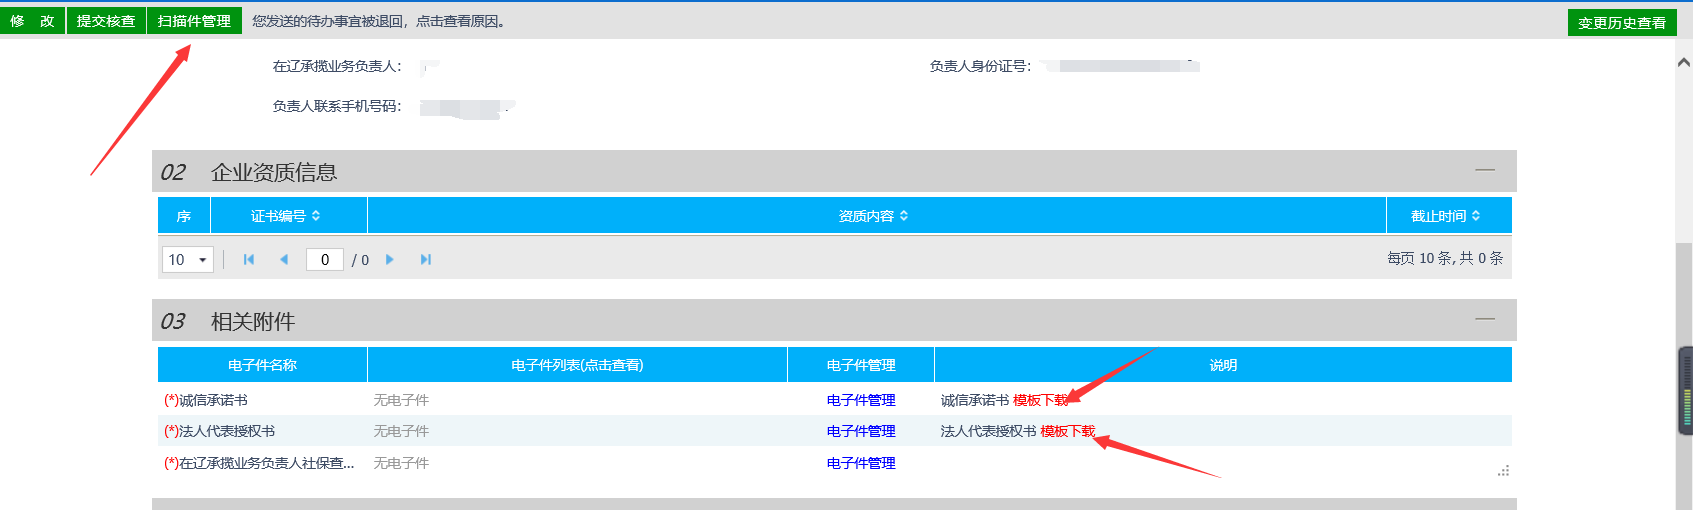 修 改 提交核查 扫描件管理 您发送的待办事宜被退回，点击查看原因。 变更历史查看
在辽承揽业务负责人： 负责人身份证号：
负责人联系手机号码：
02 企业资质信息
序 证书编号 资质内容 截止时间
10 0 / 0 每页 10 条, 共 0 条
03 相关附件
电子件名称 电子件列表(点击查看) 电子件管理 说明
(*)诚信承诺书 无电子件 电子件管理 诚信承诺书 模板下载
(*)法人代表授权书 无电子件 电子件管理 法人代表授权书 模板下载
(*)在辽承揽业务负责人社保查... 无电子件 电子件管理